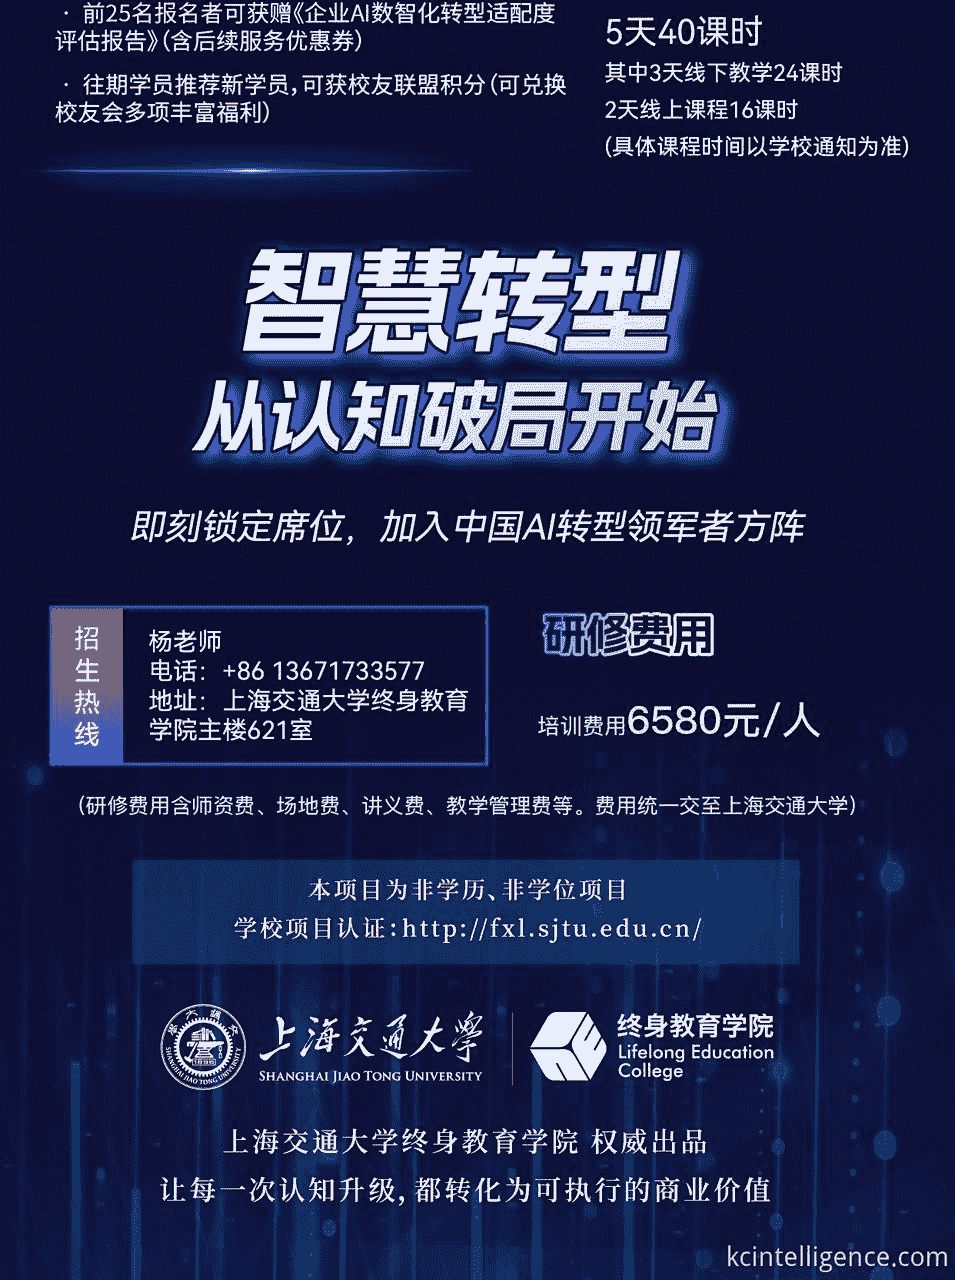 · 前25名报名者可获赠《企业AI数智化转型适配度
评估报告》（含后续服务优惠券）
· 往期学员推荐新学员，可获校友联盟积分（可兑换
校友会多项丰富福利）
5天40课时
其中3天线下教学24课时
2天线上课程16课时
(具体课程时间以学校通知为准)
智慧转型
从认知破局开始
即刻锁定席位，加入中国AI转型领军者方阵
招生热线
杨老师
电话：+86 13671733577
地址：上海交通大学终身教育
学院主楼621室
研修费用
培训费用6580元/人
（研修费用含师资费、场地费、讲义费、教学管理费等。费用统一交至上海交通大学）
本项目为非学历、非学位项目
学校项目认证：http://fxl.sjtu.edu.cn/
上海交通大學
SHANGHAI JIAO TONG UNIVERSITY
终身教育学院
Lifelong Education
College
上海交通大学终身教育学院 权威出品
让每一次认知升级，都转化为可执行的商业价值
kcintelligence.com